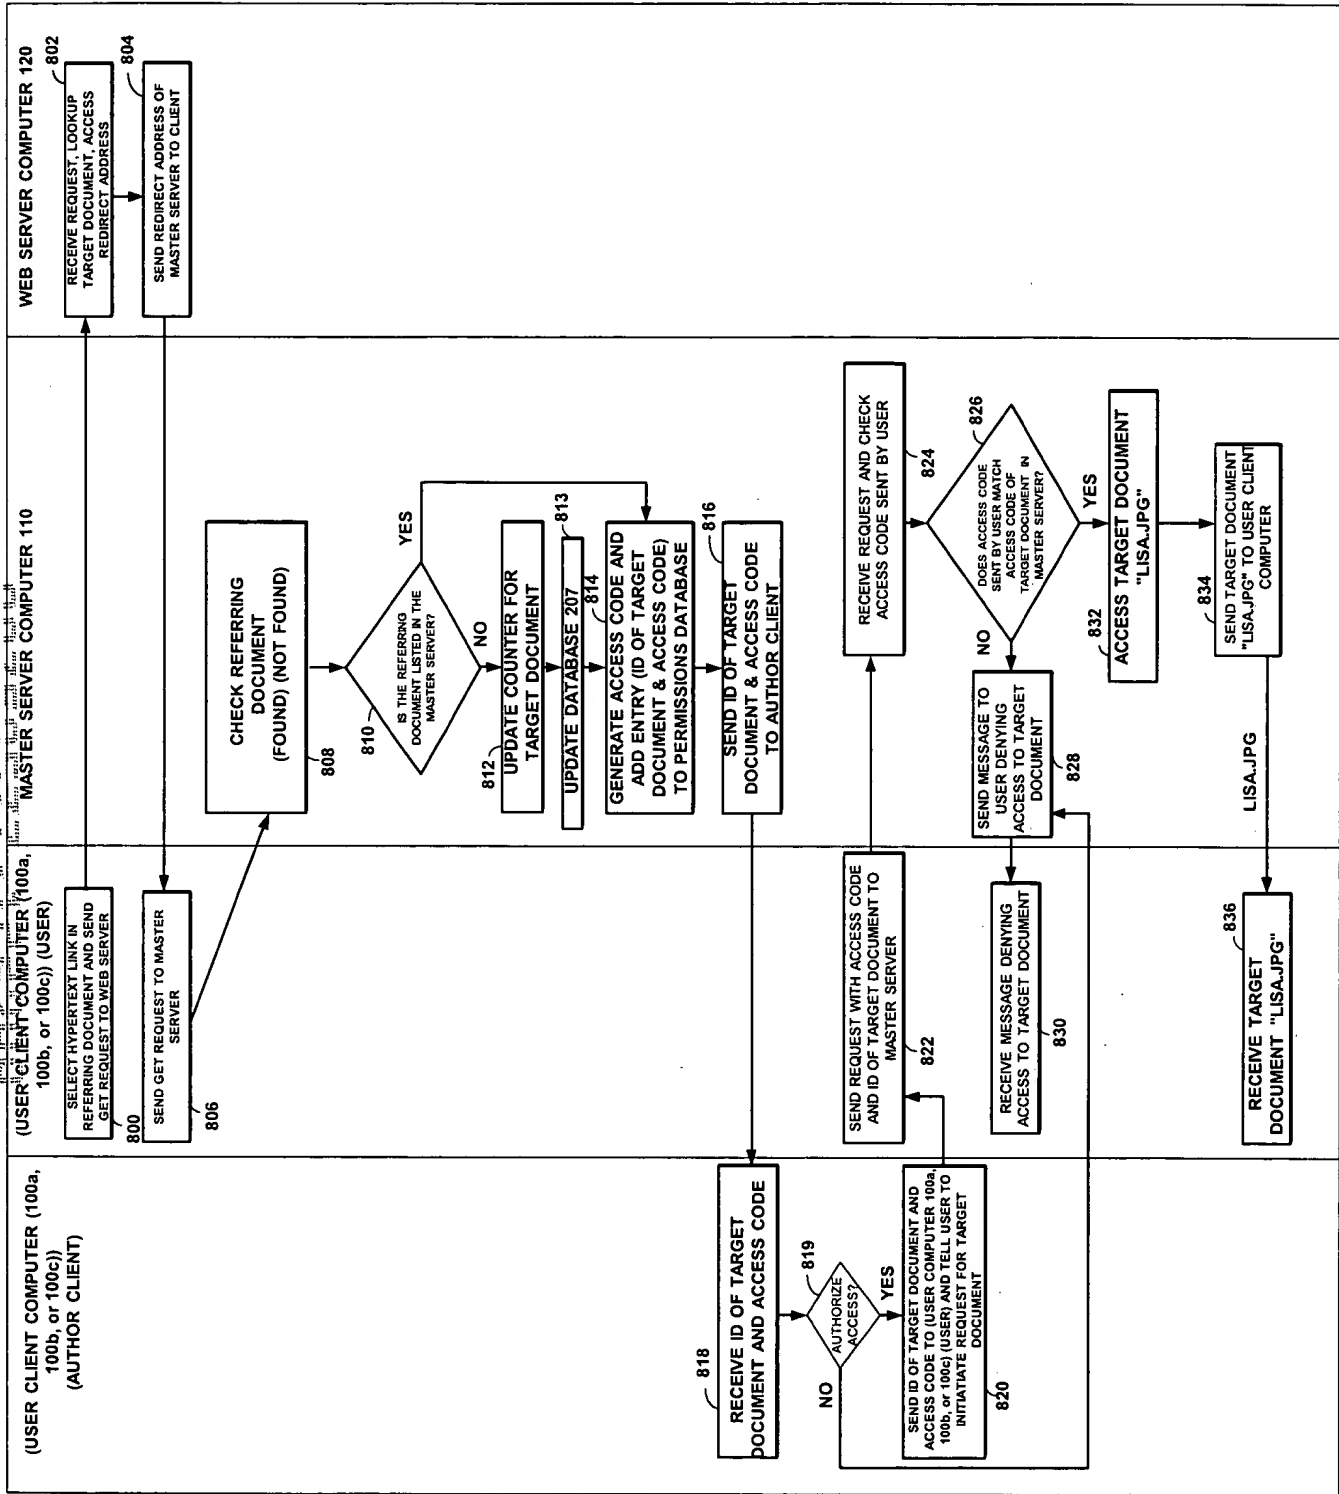 (USER CLIENT COMPUTER (100a,
100b, or 100c))
(AUTHOR CLIENT)
(USER CLIENT COMPUTER (100a,
100b, or 100c)) (USER)
MASTER SERVER COMPUTER 110
WEB SERVER COMPUTER 120
SELECT HYPERTEXT LINK IN
REFERRING DOCUMENT AND SEND
GET REQUEST TO WEB SERVER
800
RECEIVE REQUEST, LOOKUP
TARGET DOCUMENT, ACCESS
REDIRECT ADDRESS
802
SEND REDIRECT ADDRESS OF
MASTER SERVER TO CLIENT
804
SEND GET REQUEST TO MASTER
SERVER
806
CHECK REFERRING
DOCUMENT
(FOUND) (NOT FOUND)
808
IS THE REFERRING
DOCUMENT LISTED IN THE
MASTER SERVER?
810
YES
NO
UPDATE COUNTER FOR
TARGET DOCUMENT
812
UPDATE DATABASE 207
813
GENERATE ACCESS CODE AND
ADD ENTRY (ID OF TARGET
DOCUMENT & ACCESS CODE)
TO PERMISSIONS DATABASE
814
SEND ID OF TARGET
DOCUMENT & ACCESS CODE
TO AUTHOR CLIENT
816
RECEIVE ID OF TARGET
DOCUMENT AND ACCESS CODE
818
AUTHORIZE
ACCESS?
819
NO
YES
SEND ID OF TARGET DOCUMENT AND
ACCESS CODE TO (USER COMPUTER 100a,
100b, or 100c) (USER) AND TELL USER TO
INITIATE REQUEST FOR TARGET
DOCUMENT
820
SEND REQUEST WITH ACCESS CODE
AND ID OF TARGET DOCUMENT TO
MASTER SERVER
822
RECEIVE REQUEST AND CHECK
ACCESS CODE SENT BY USER
824
DOES ACCESS CODE
SENT BY USER MATCH
ACCESS CODE OF
TARGET DOCUMENT IN
MASTER SERVER?
826
NO
YES
SEND MESSAGE TO
USER DENYING
ACCESS TO TARGET
DOCUMENT
828
RECEIVE MESSAGE DENYING
ACCESS TO TARGET DOCUMENT
830
ACCESS TARGET DOCUMENT
"LISA.JPG"
832
SEND TARGET DOCUMENT
"LISA.JPG" TO USER CLIENT
COMPUTER
834
LISA.JPG
RECEIVE TARGET
DOCUMENT "LISA.JPG"
836